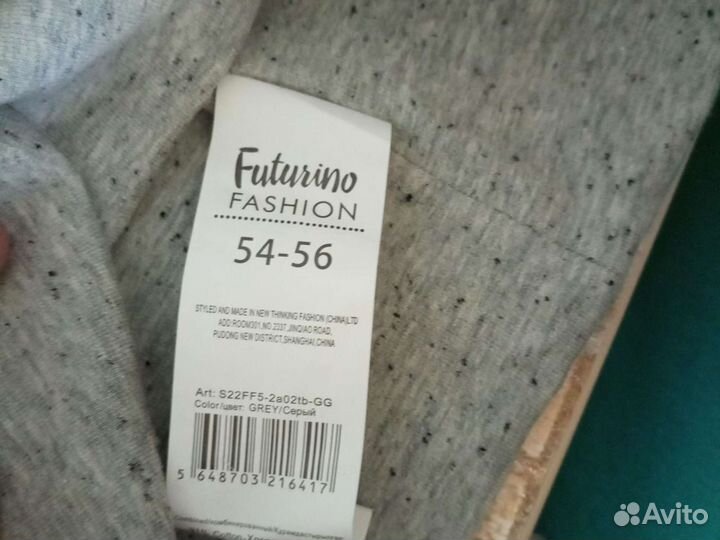 Futurino
FASHION
54-56
STYLED AND MADE IN NEW THINKING FASHION (CHINA)LTD
ADD:ROOM301,NO.2337,JINQIAO ROAD,
PUDONG NEW DISTRICT,SHANGHAI,CHINA
Art: S22FF5-2a02tb-GG
Color/цвет: GREY/Серый
5 648703 216417
Avito